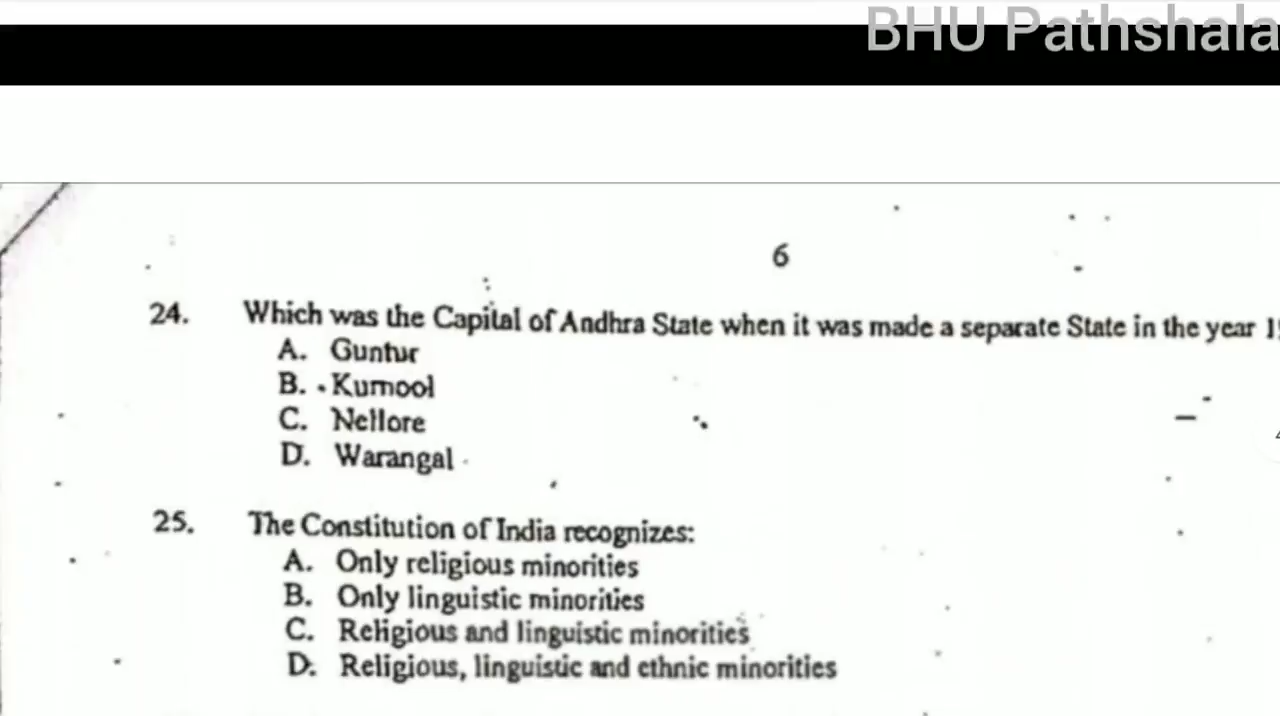 BHU Pathshala
6
24. Which was the Capital of Andhra State when it was made a separate State in the year
A. Guntur
B. Kurnool
C. Nellore
D. Warangal
25. The Constitution of India recognizes:
A. Only religious minorities
B. Only linguistic minorities
C. Religious and linguistic minorities
D. Religious, linguistic and ethnic minorities